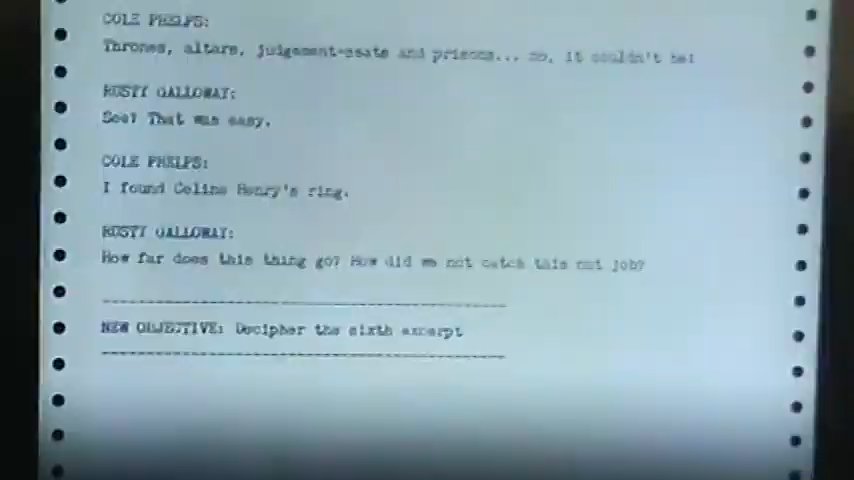 COLE PHELPS:
Thrones, altars, judgement-seats and prisons... no, it couldn't be!
RUSTY GALLOWAY:
See? That was easy.
COLE PHELPS:
I found Celine Henry's ring.
RUSTY GALLOWAY:
How far does this thing go? How did we not catch this nut job?
NEW OBJECTIVE: Decipher the sixth excerpt